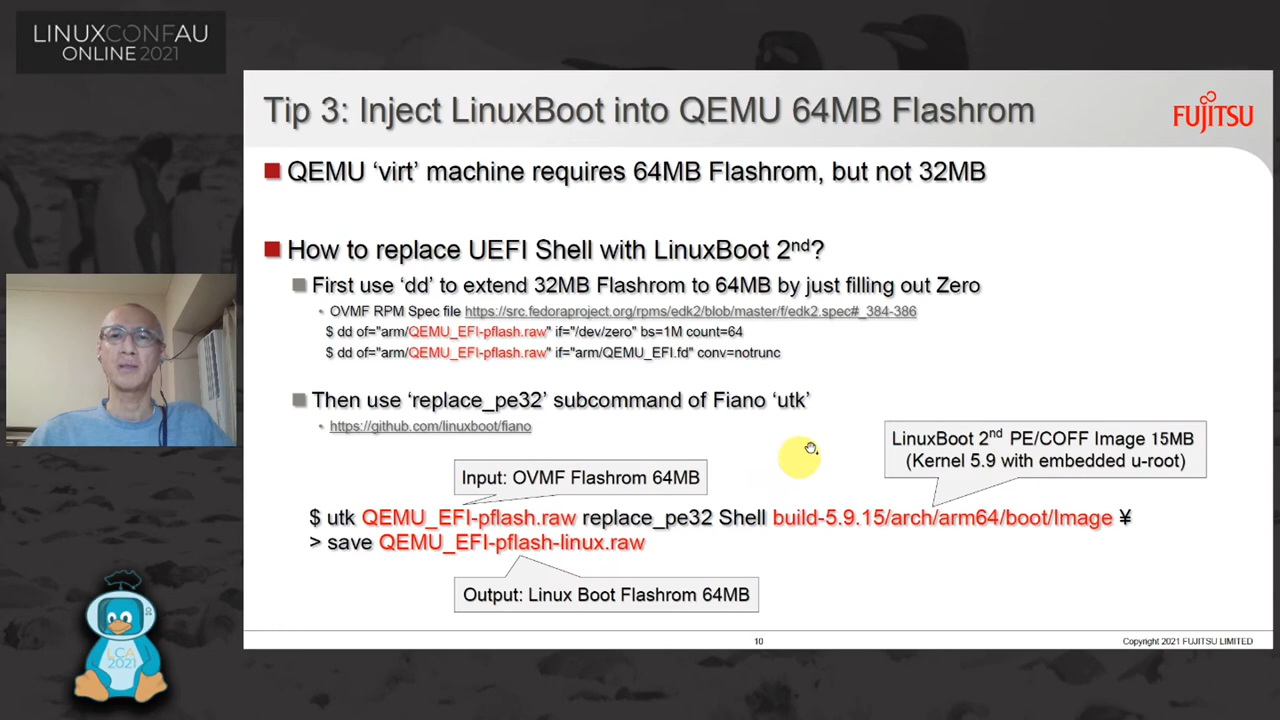 LINUXCONFAU
ONLINE 2021
Tip 3: Inject LinuxBoot into QEMU 64MB Flashrom
FUJITSU
QEMU ‘virt’ machine requires 64MB Flashrom, but not 32MB
How to replace UEFI Shell with LinuxBoot 2nd?
First use ‘dd’ to extend 32MB Flashrom to 64MB by just filling out Zero
• OVMF RPM Spec file https://src.fedoraproject.org/rpms/edk2/blob/master/f/edk2.spec#_384-386
$ dd of="arm/QEMU_EFI-pflash.raw" if="/dev/zero" bs=1M count=64
$ dd of="arm/QEMU_EFI-pflash.raw" if="arm/QEMU_EFI.fd" conv=notrunc
Then use ‘replace_pe32’ subcommand of Fiano ‘utk’
• https://github.com/linuxboot/fiano
LinuxBoot 2nd PE/COFF Image 15MB
(Kernel 5.9 with embedded u-root)
Input: OVMF Flashrom 64MB
$ utk QEMU_EFI-pflash.raw replace_pe32 Shell build-5.9.15/arch/arm64/boot/Image ¥
> save QEMU_EFI-pflash-linux.raw
Output: Linux Boot Flashrom 64MB
LCA
2021
10
Copyright 2021 FUJITSU LIMITED